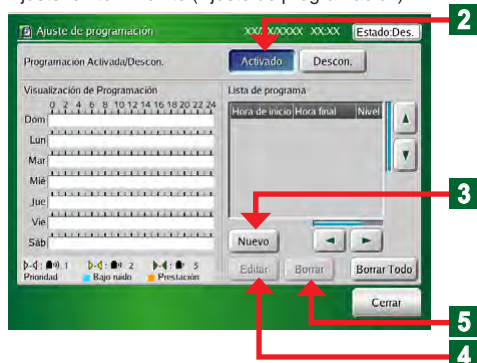 Ajuste de programación XX/ XX/XXXX XX:XX Estado:Des.
2
Programación Activada/Descon. Activado Descon.
Visualización de Programación Lista de programa
0 2 4 6 8 10 12 14 16 18 20 22 24
Hora de inicio Hora final Nivel
Dom
Lun
Mar
Mié
Jue
Vie
Sáb
3
Nuevo
1 2 3
Prioridad Bajo ruido Prestación
Editar Borrar Borrar Todo
Cerrar
5
4